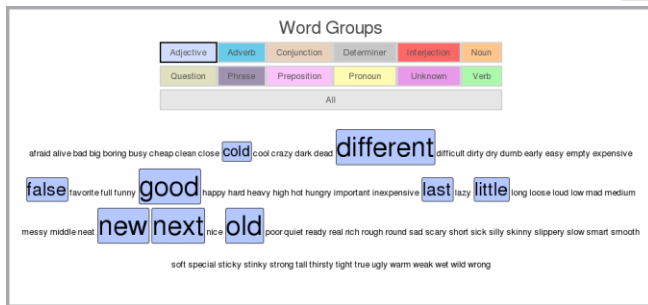 Word Groups
Adjective Adverb Conjunction Determiner Interjection Noun
Question Phrase Preposition Pronoun Unknown Verb
All
afraid alive bad big boring busy cheap clean close cold cool crazy dark dead different difficult dirty dry dumb early easy empty expensive
false favorite full funny good happy hard heavy high hot hungry important inexpensive last lazy little long loose loud low mad medium
messy middle neat new next nice old poor quiet ready real rich rough round sad scary short sick silly skinny slippery slow smart smooth
soft special sticky stinky strong tall thirsty tight true ugly warm weak wet wild wrong